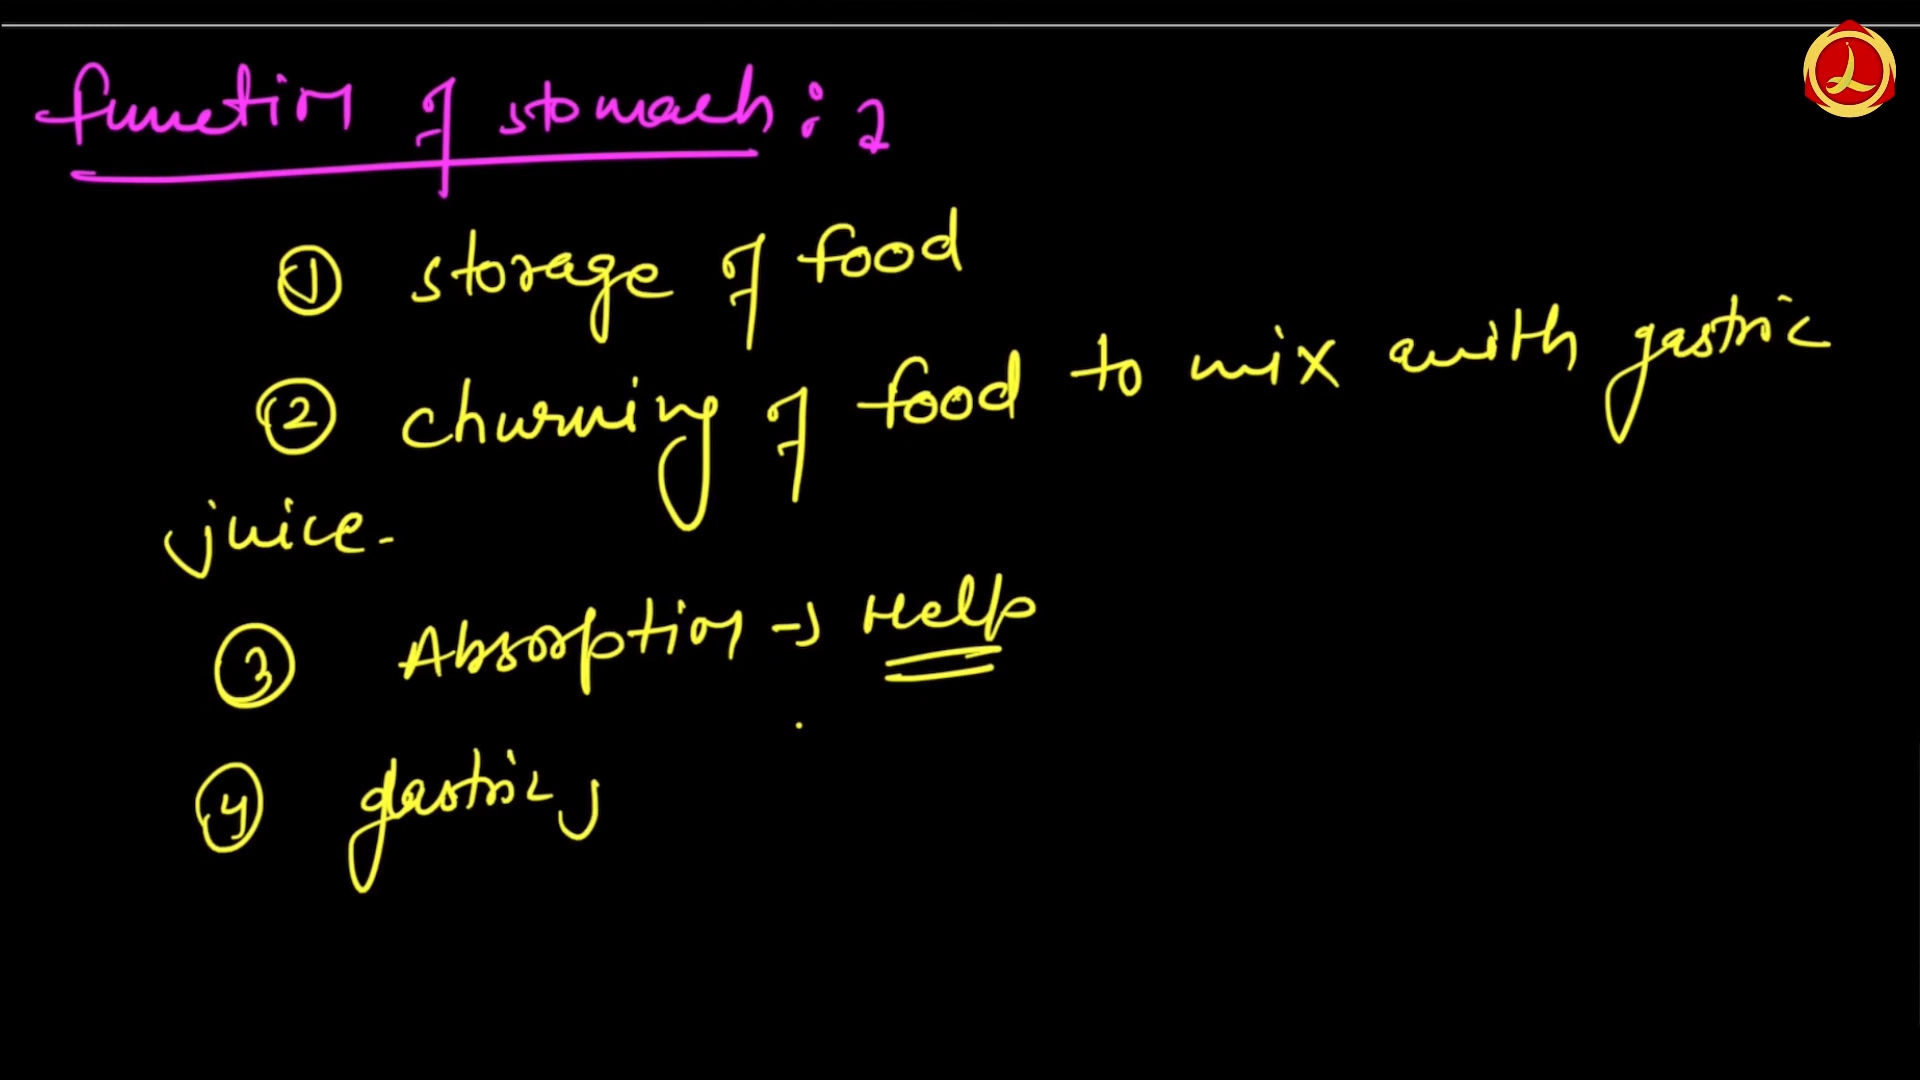 function of stomach :-
① storage of food
② churning of food to mix with gastric
juice.
③ Absorption → Help
④ gastric j